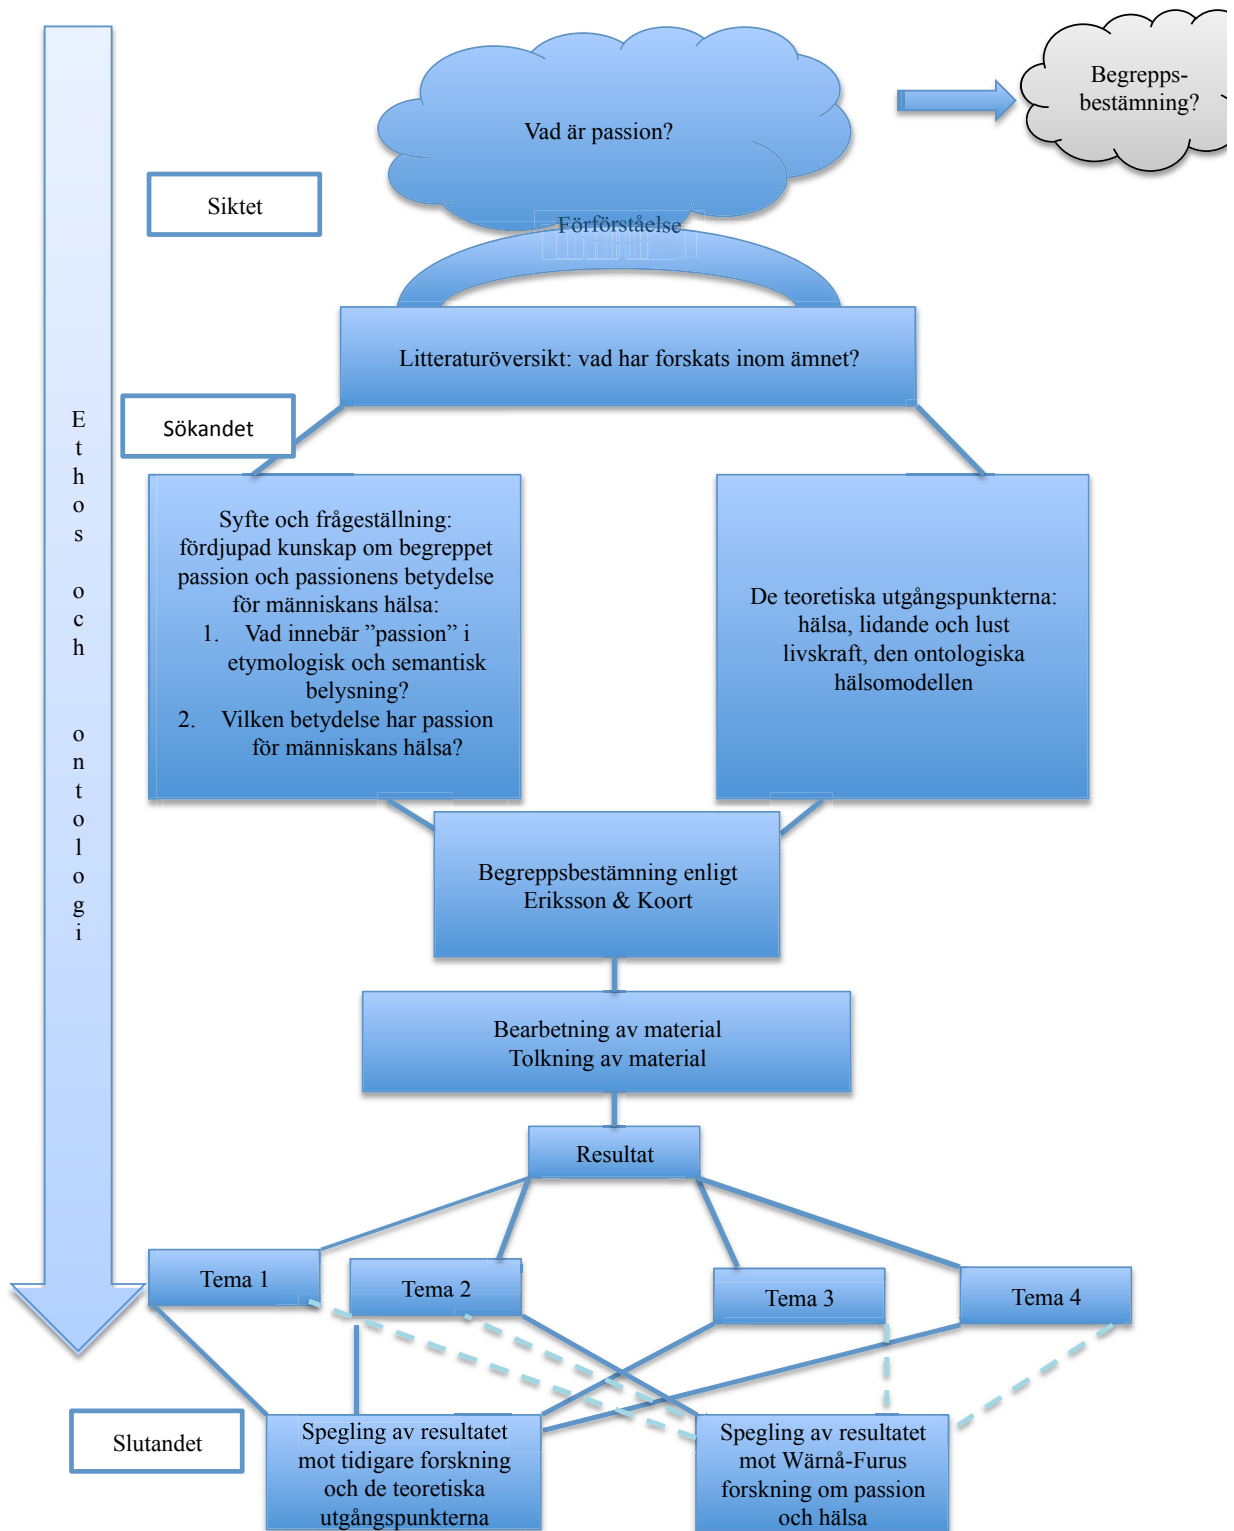 Vad är passion?
Begrepps-
bestämning?
Siktet
Förförståelse
Litteraturöversikt: vad har forskats inom ämnet?
Ethos och ontologi
Sökandet
Syfte och frågeställning:
fördjupad kunskap om begreppet
passion och passionens betydelse
för människans hälsa:
1. Vad innebär ”passion” i
etymologisk och semantisk
belysning?
2. Vilken betydelse har passion
för människans hälsa?
De teoretiska utgångspunkterna:
hälsa, lidande och lust
livskraft, den ontologiska
hälsomodellen
Begreppsbestämning enligt
Eriksson & Koort
Bearbetning av material
Tolkning av material
Resultat
Tema 1
Tema 2
Tema 3
Tema 4
Slutandet
Spegling av resultatet
mot tidigare forskning
och de teoretiska
utgångspunkterna
Spegling av resultatet
mot Wärnå-Furus
forskning om passion
och hälsa